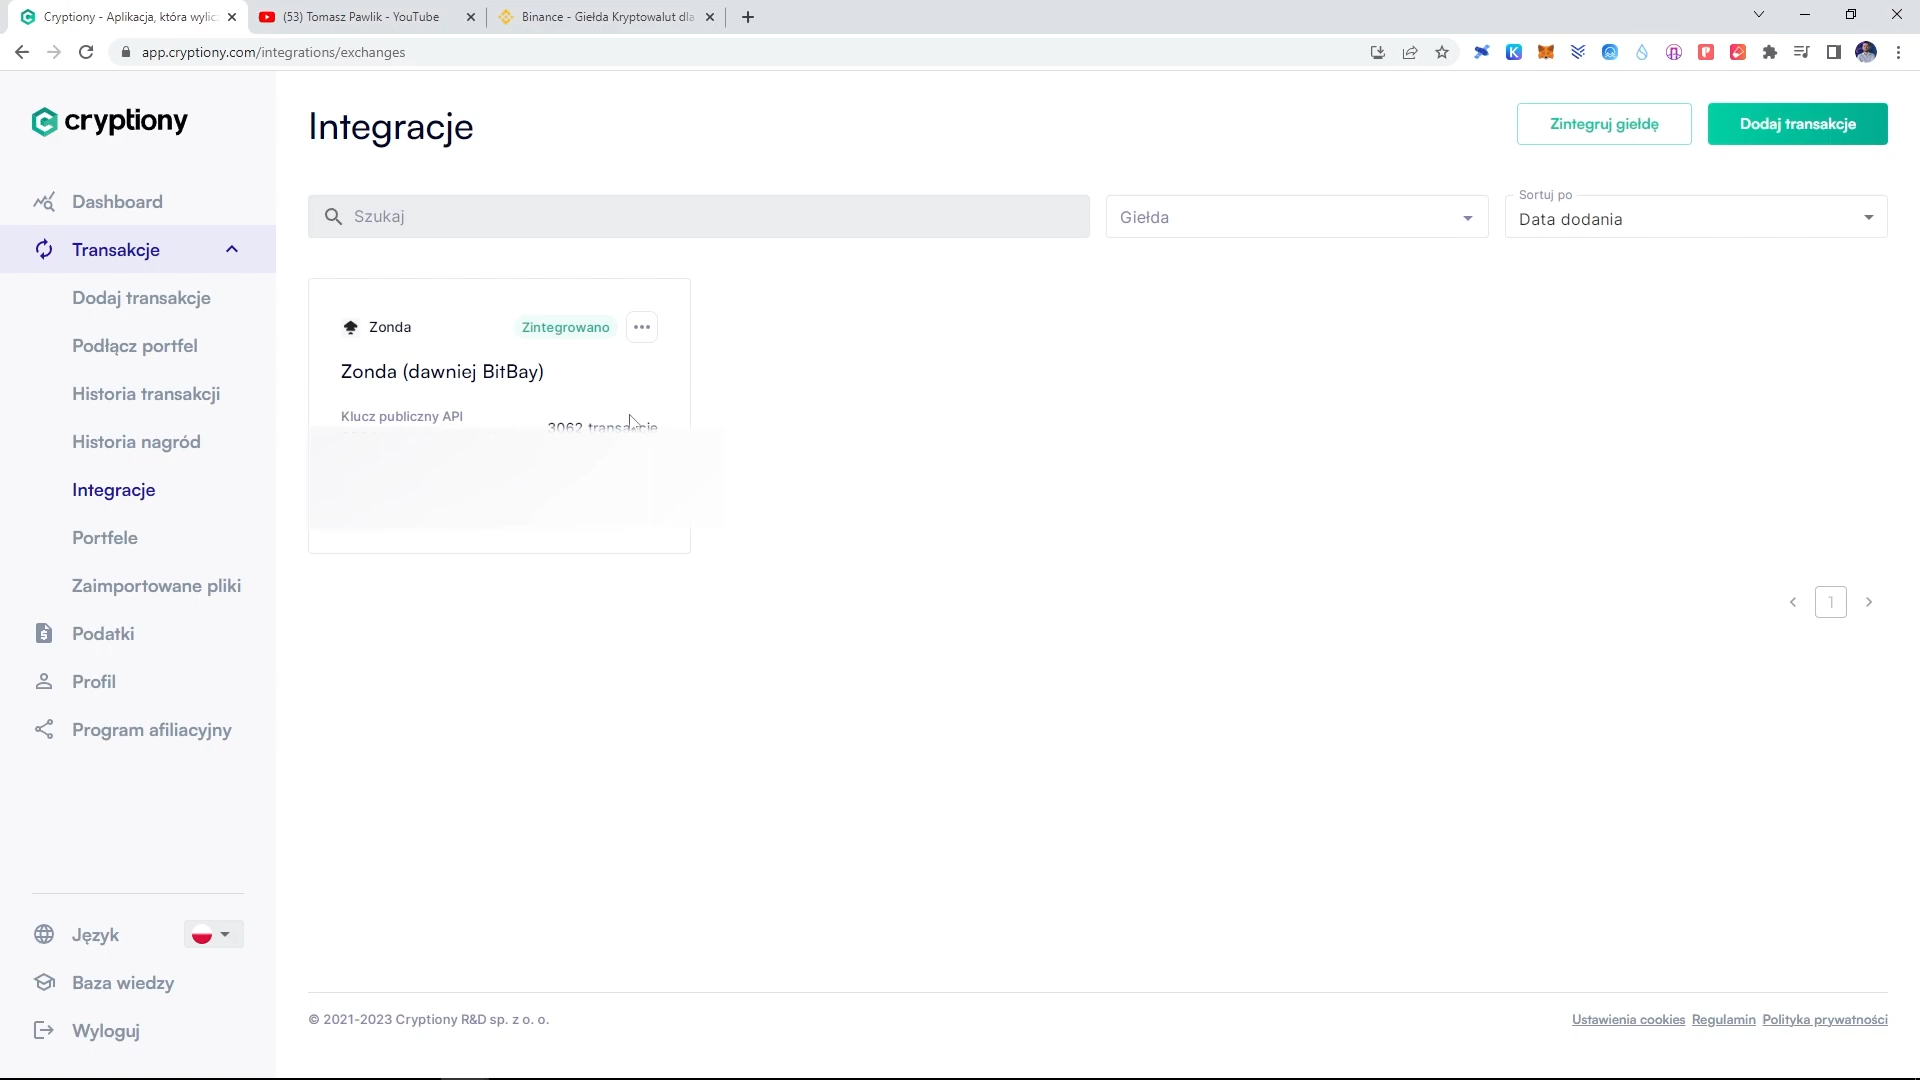 Cryptiony - Aplikacja, która wylic
(53) Tomasz Pawlik - YouTube
Binance - Giełda Kryptowalut dla
app.cryptiony.com/integrations/exchanges
cryptiony
Integracje
Zintegruj giełdę
Dodaj transakcje
Dashboard
Szukaj
Giełda
Sortuj po
Data dodania
Transakcje
Dodaj transakcje
Podłącz portfel
Historia transakcji
Historia nagród
Integracje
Portfele
Zaimportowane pliki
Podatki
Profil
Program afiliacyjny
Zonda
Zintegrowano
Zonda (dawniej BitBay)
Klucz publiczny API
3062 transakcje
1
Język
Baza wiedzy
Wyloguj
© 2021-2023 Cryptiony R&D sp. z o. o.
Ustawienia cookies Regulamin Polityka prywatności